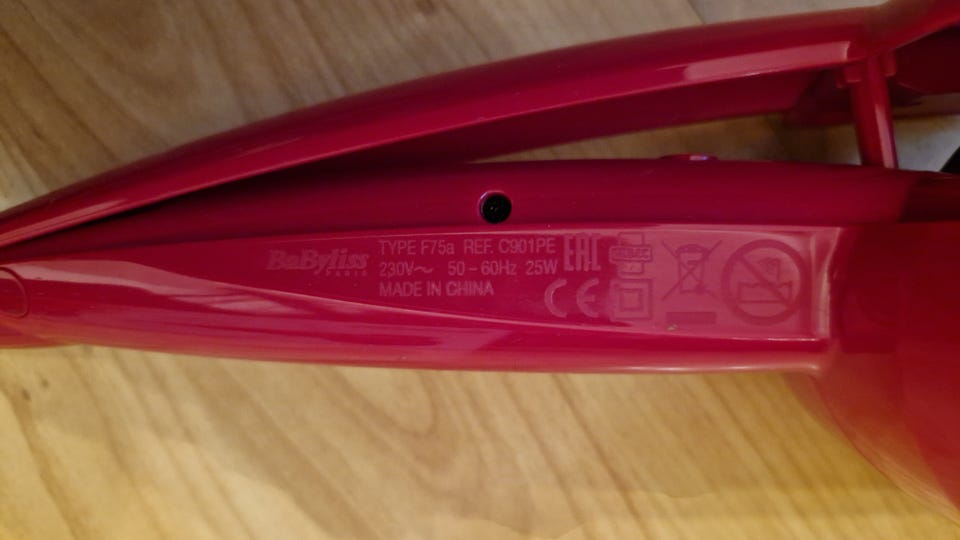 BaByliss
PARIS
TYPE F75a REF. C901PE
230V~ 50-60Hz 25W
MADE IN CHINA
EAC
CE